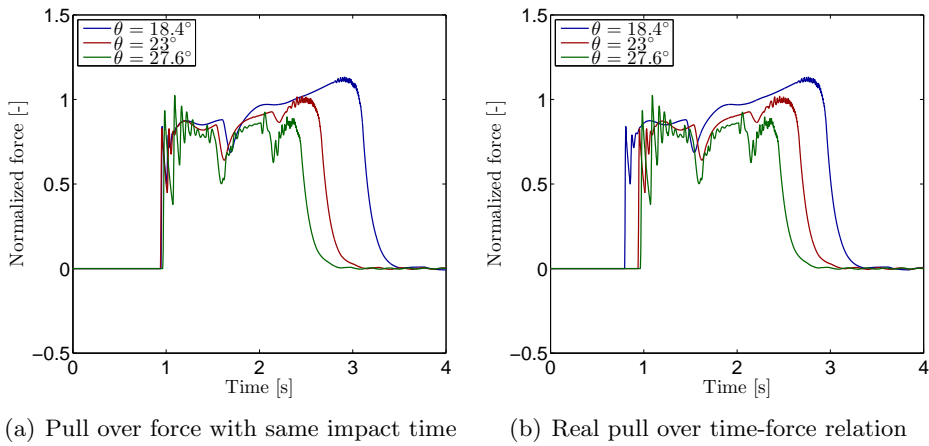 1.5
1
0.5
0
−0.5
0
1
2
3
4
Normalized force [-]
Time [s]
θ = 18.4°
θ = 23°
θ = 27.6°
(a) Pull over force with same impact time
1.5
1
0.5
0
−0.5
0
1
2
3
4
Normalized force [-]
Time [s]
θ = 18.4°
θ = 23°
θ = 27.6°
(b) Real pull over time-force relation